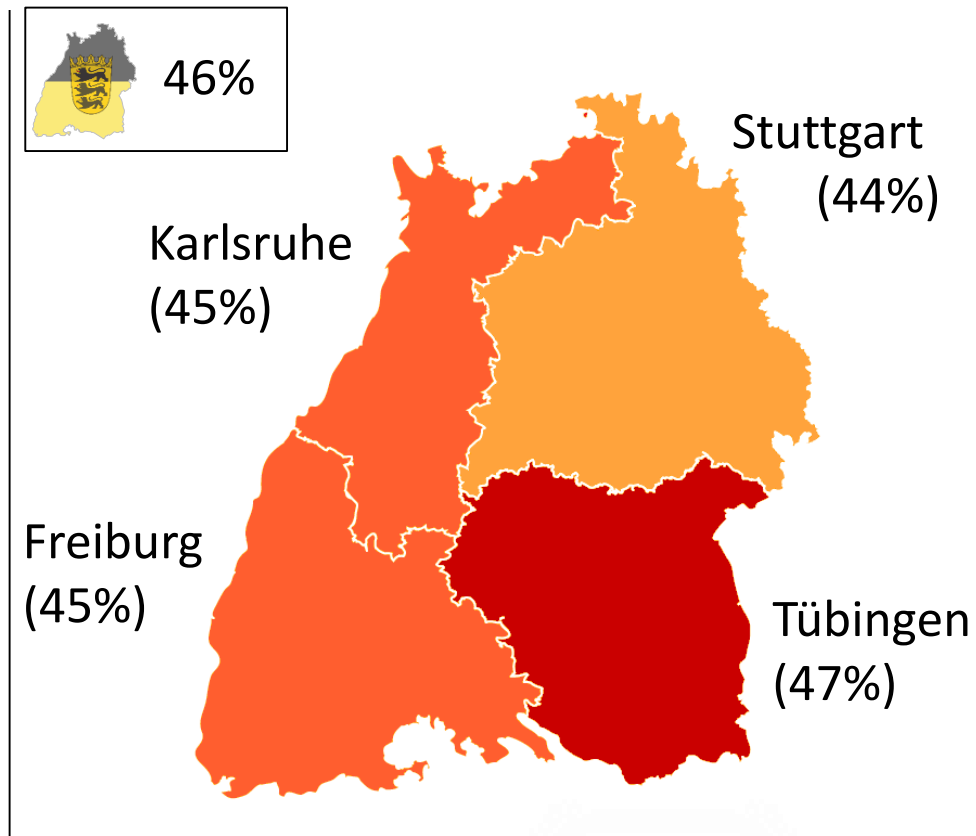 46%
Stuttgart
(44%)
Karlsruhe
(45%)
Freiburg
(45%)
Tübingen
(47%)